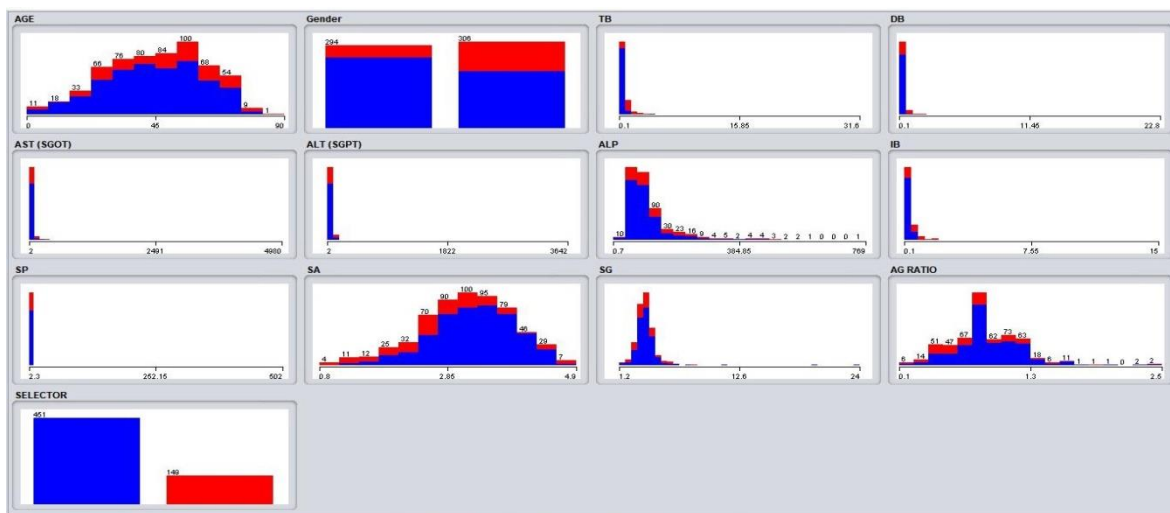 AGE
11 18 33 66 76 80 84 100 68 54 9 1
0 45 90
Gender
294 306
TB
0.1 15.85 31.6
DB
0.1 11.45 22.8
AST (SGOT)
2 2491 4980
ALT (SGPT)
2 1822 3642
ALP
10 90 30 23 16 9 4 5 2 4 4 3 2 2 1 0 0 0 1
0.7 384.85 769
IB
0.1 7.55 15
SP
2.3 252.15 502
SA
4 11 12 25 32 70 90 100 95 79 46 29 7
0.8 2.85 4.9
SG
1.2 12.6 24
AG RATIO
6 14 51 47 67 62 73 63 18 6 11 1 1 1 0 2 2
0.1 1.3 2.5
SELECTOR
451 149